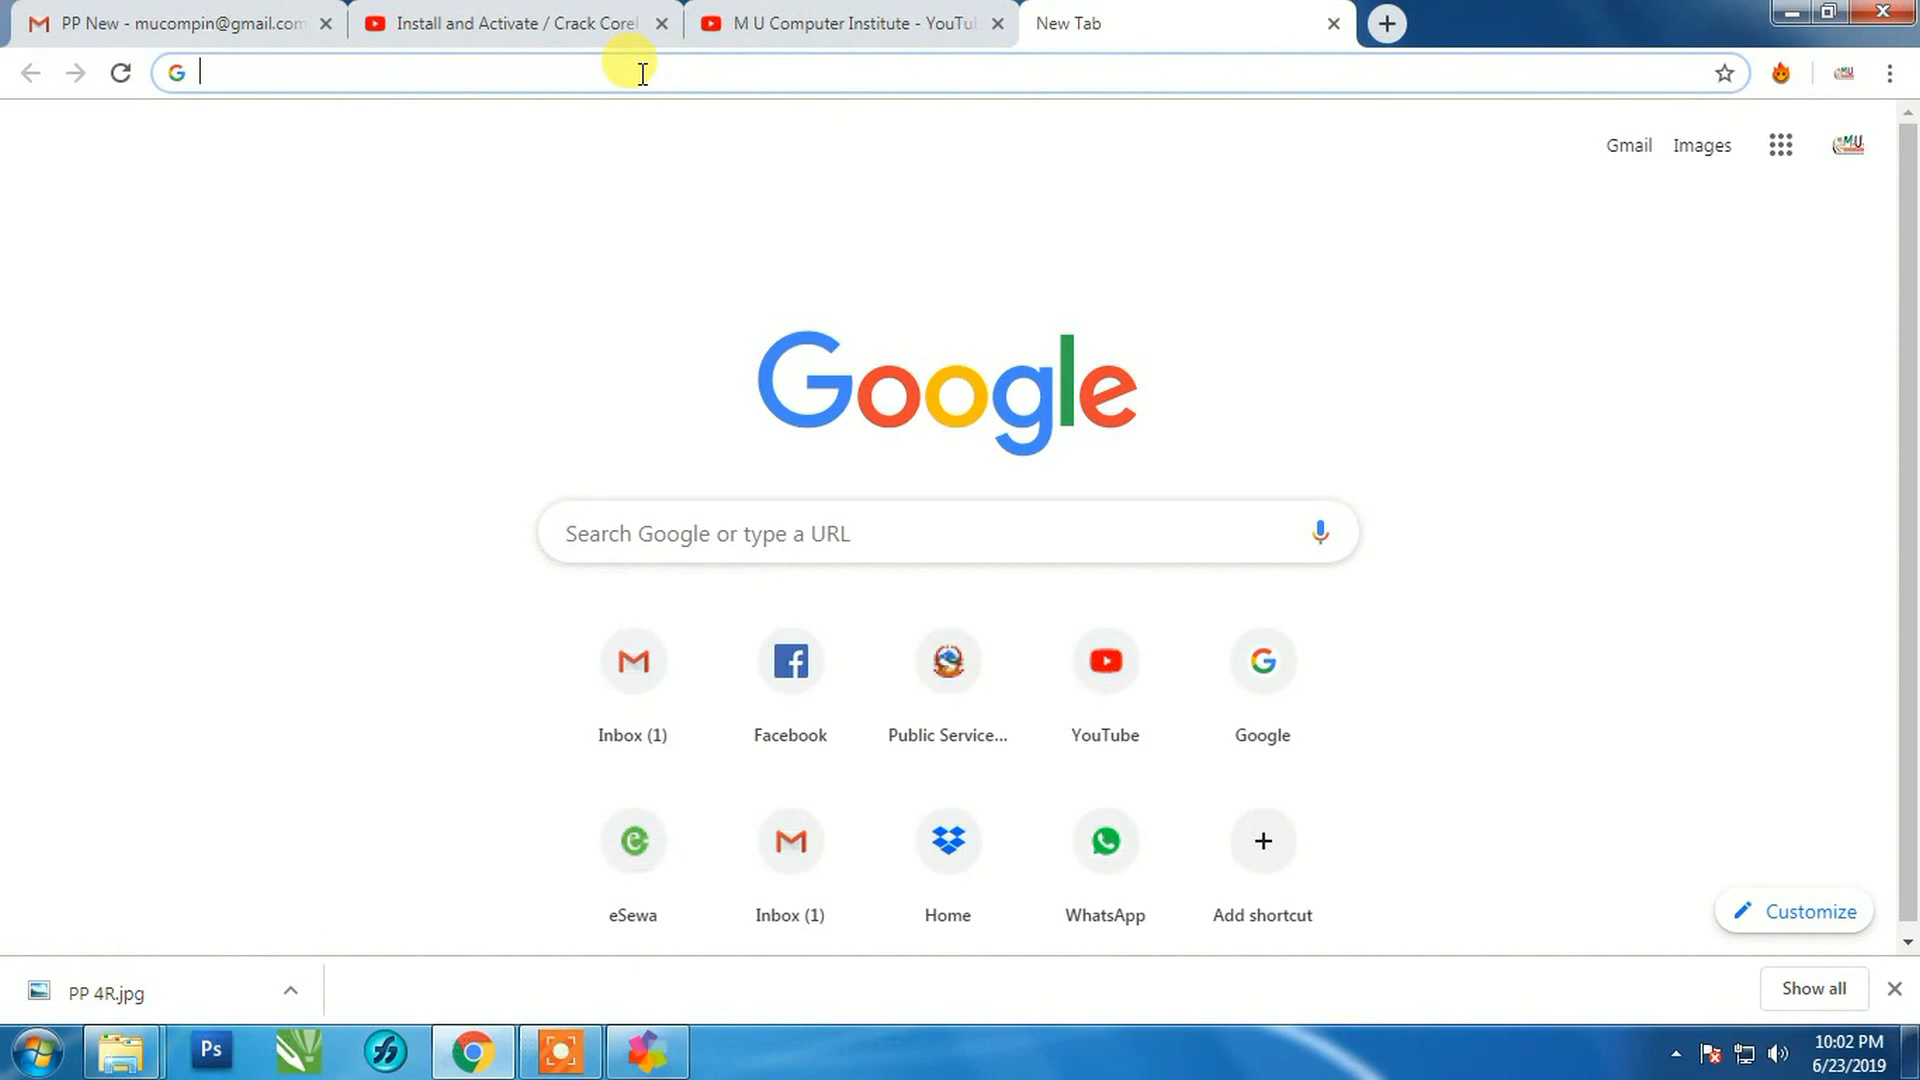 PP New - mucompin@gmail.com
Install and Activate / Crack Corel
M U Computer Institute - YouTu
New Tab
Gmail
Images
M.U.
Google
Search Google or type a URL
Inbox (1)
Facebook
Public Service...
YouTube
Google
eSewa
Inbox (1)
Home
WhatsApp
Add shortcut
Customize
PP 4R.jpg
Show all
Ps
10:02 PM
6/23/2019